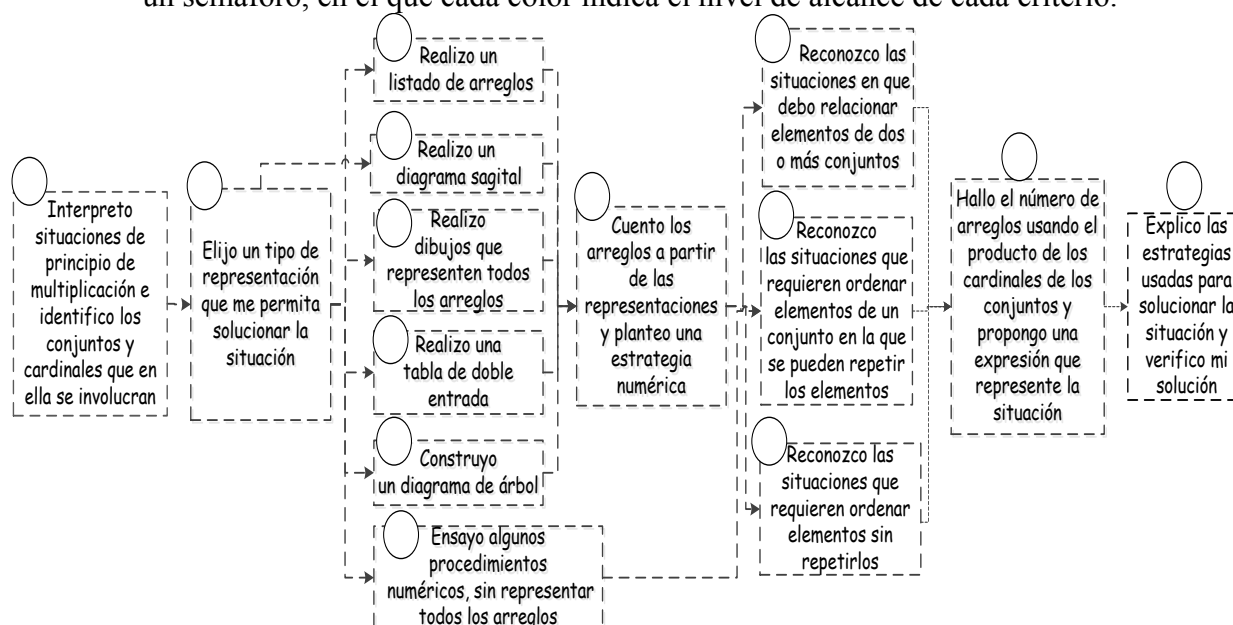 un semáforo, en el que cada color indica el nivel de alcance de cada criterio.
Interpreto
situaciones de
principio de
multiplicación e
identifico los
conjuntos y
cardinales que en
ella se involucran
Elijo un tipo de
representación
que me permita
solucionar la
situación
Realizo un
listado de arreglos
Realizo un
diagrama sagital
Realizo
dibujos que
representen todos
los arreglos
Realizo una
tabla de doble
entrada
Construyo
un diagrama de árbol
Ensayo algunos
procedimientos
numéricos, sin representar
todos los arreglos
Cuento los
arreglos a partir
de las
representaciones
y planteo una
estrategia
numérica
Reconozco las
situaciones en que
debo relacionar
elementos de dos
o más conjuntos
Reconozco
las situaciones que
requieren ordenar
elementos de un
conjunto en la que
se pueden repetir
los elementos
Reconozco las
situaciones que
requieren ordenar
elementos sin
repetirlos
Hallo el número de
arreglos usando el
producto de los
cardinales de los
conjuntos y
propongo una
expresión que
represente la
situación
Explico las
estrategias
usadas para
solucionar la
situación y
verifico mi
solución